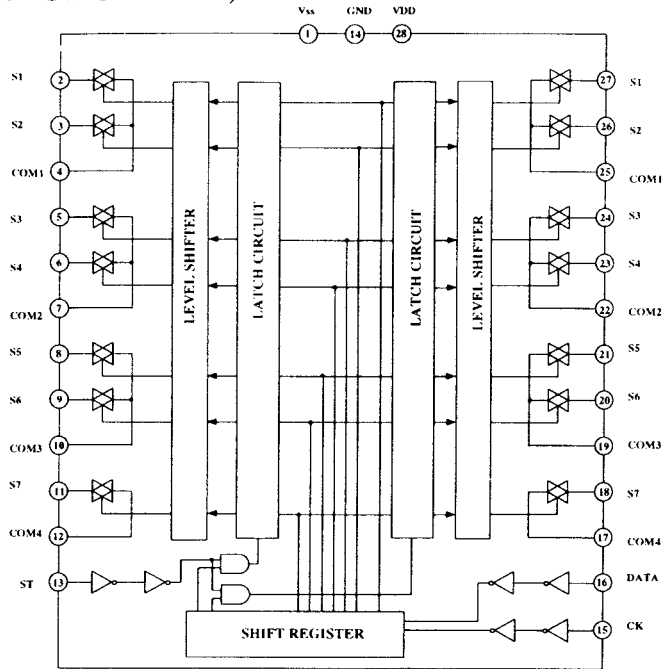 Vss GND VDD
1 14 28
S1 2 27 S1
S2 3 26 S2
COM1 4 25 COM1
S3 5 24 S3
S4 6 23 S4
COM2 7 22 COM2
S5 8 21 S5
S6 9 20 S6
COM3 10 19 COM3
S7 11 18 S7
COM4 12 17 COM4
ST 13 16 DATA
15 CK
LEVEL SHIFTER
LATCH CIRCUIT
LATCH CIRCUIT
LEVEL SHIFTER
SHIFT REGISTER